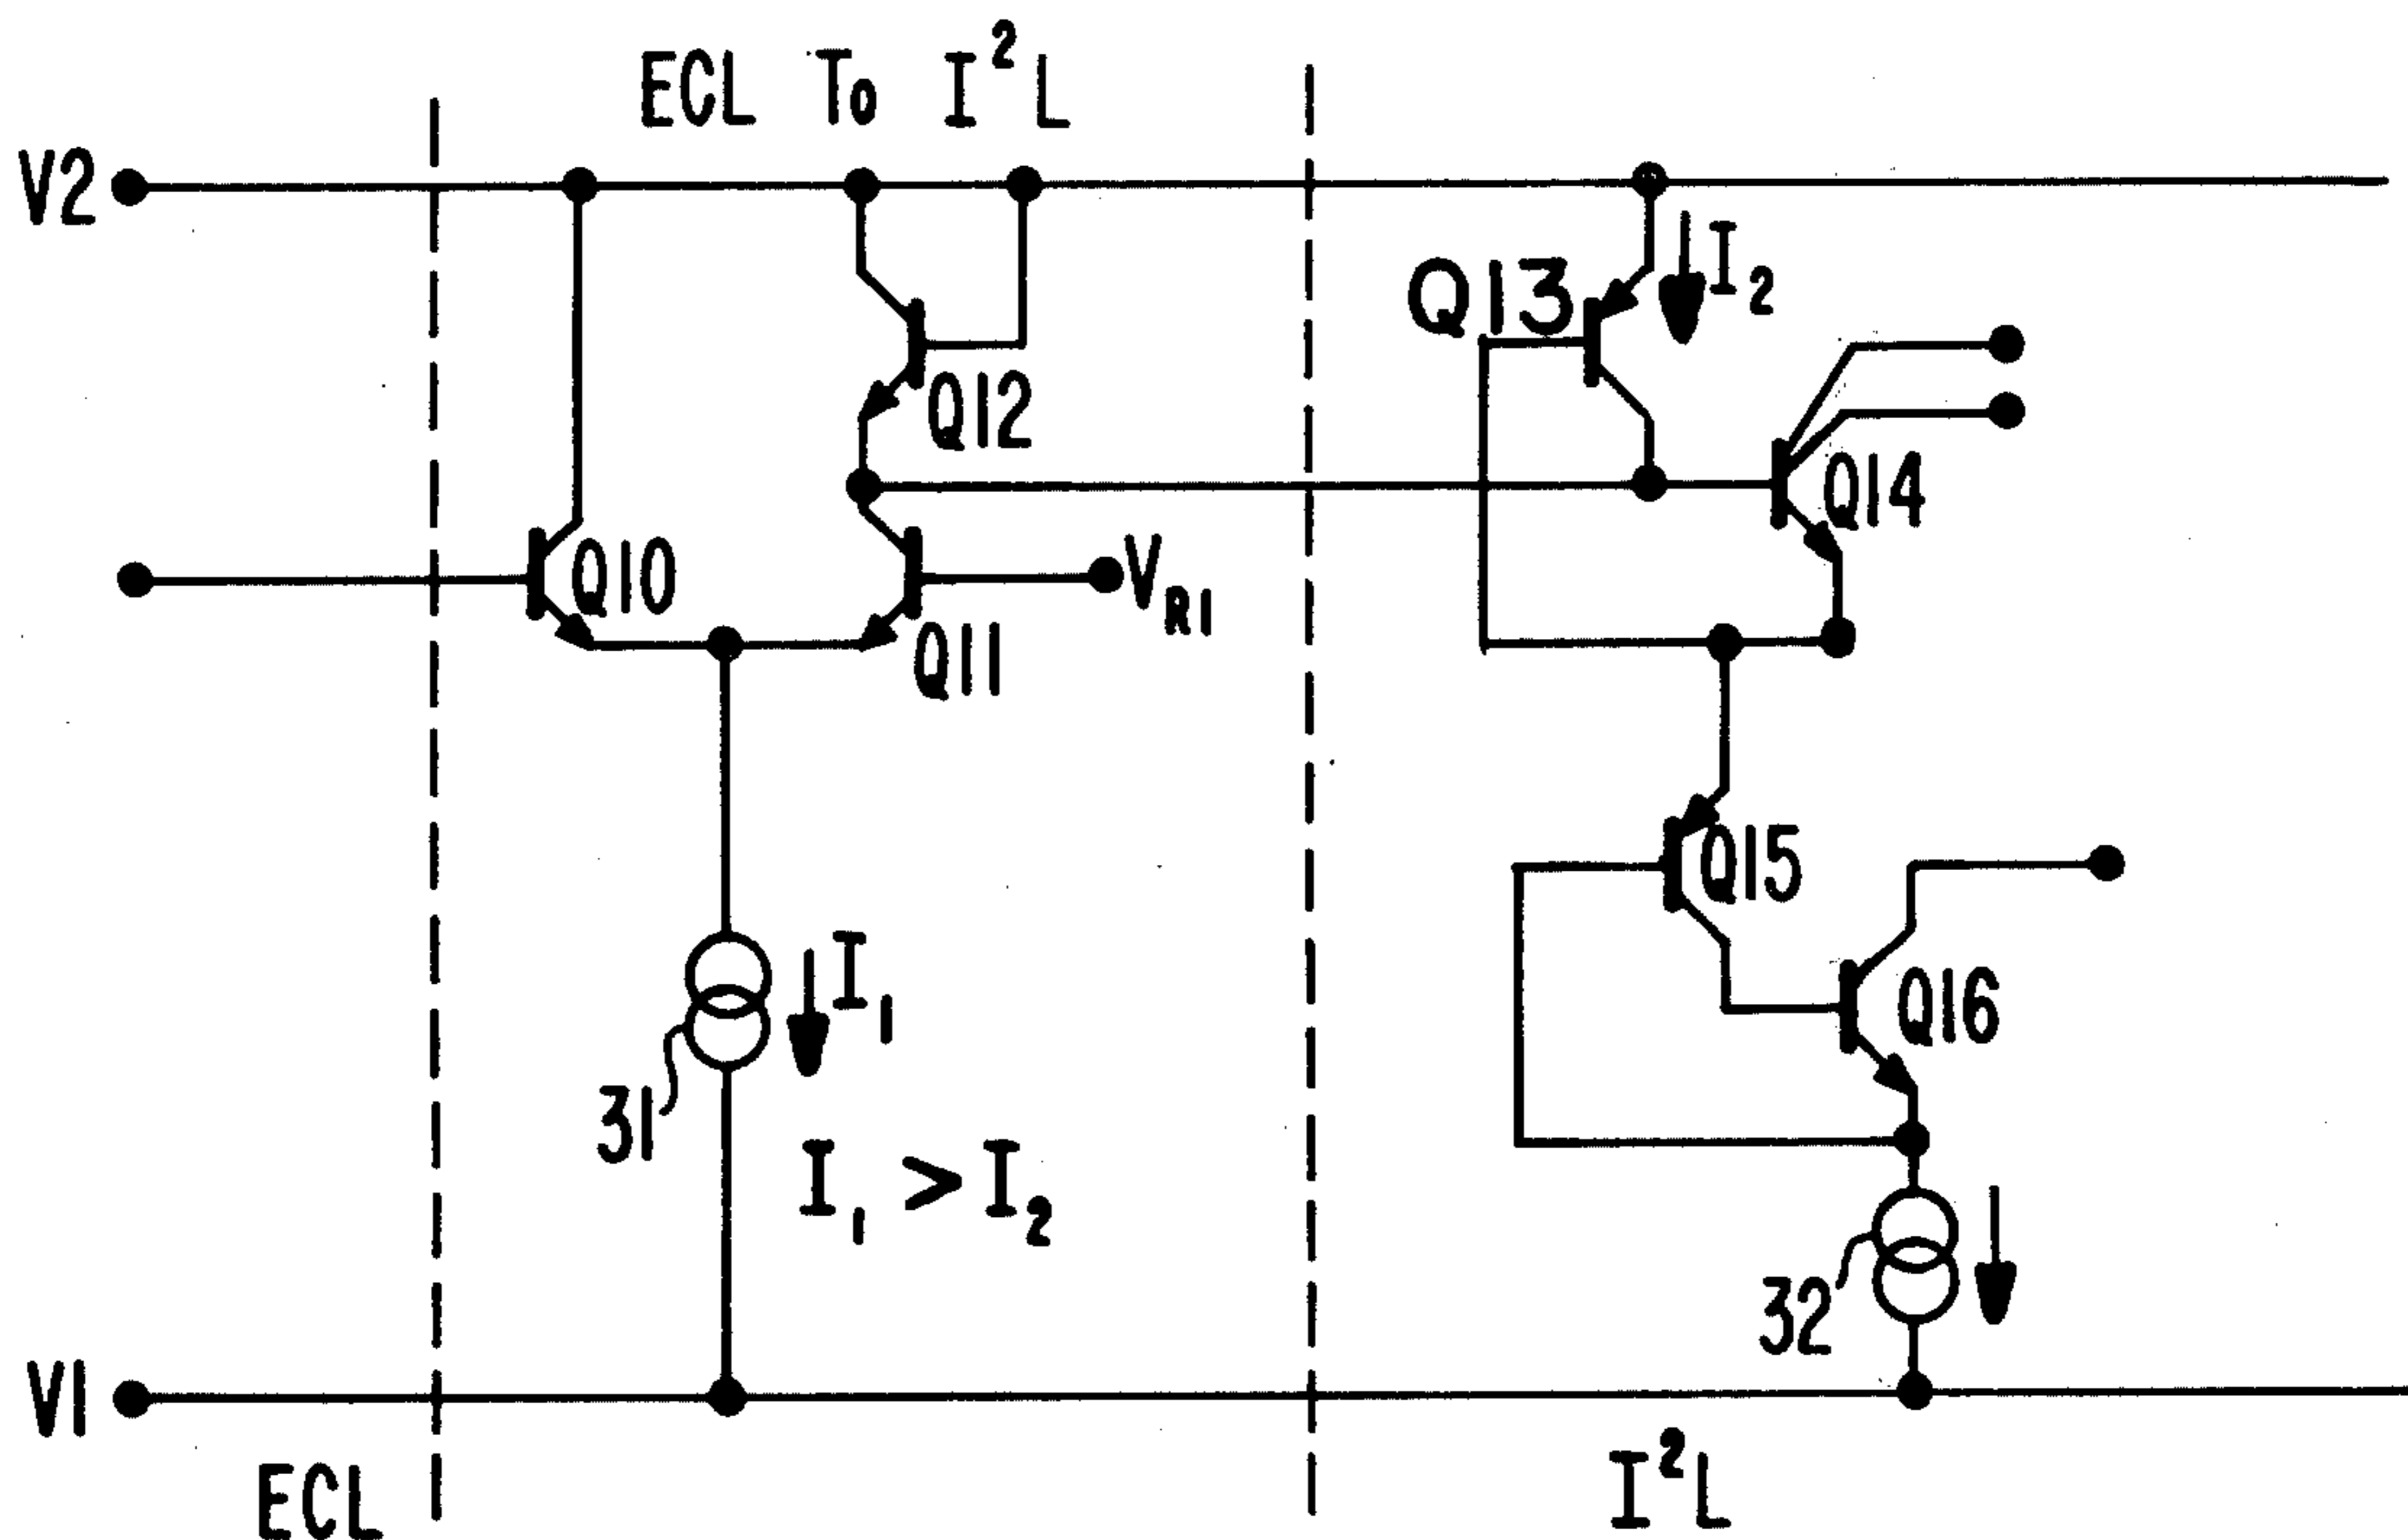 ECL To I²L
V2
I₂
Q13
Q12
Q14
Q10
V_R1
Q11
Q15
I₁
Q16
31
I₁ > I₂
32
V1
ECL
I²L